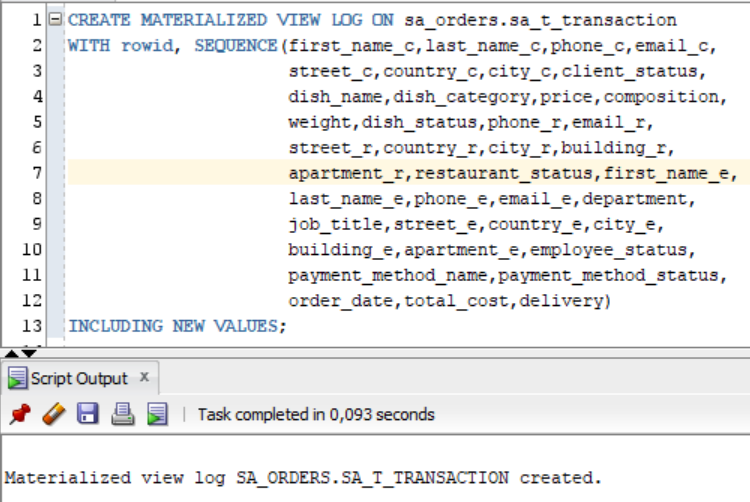 1 CREATE MATERIALIZED VIEW LOG ON sa_orders.sa_t_transaction
2 WITH rowid, SEQUENCE(first_name_c,last_name_c,phone_c,email_c,
3 street_c,country_c,city_c,client_status,
4 dish_name,dish_category,price,composition,
5 weight,dish_status,phone_r,email_r,
6 street_r,country_r,city_r,building_r,
7 apartment_r,restaurant_status,first_name_e,
8 last_name_e,phone_e,email_e,department,
9 job_title,street_e,country_e,city_e,
10 building_e,apartment_e,employee_status,
11 payment_method_name,payment_method_status,
12 order_date,total_cost,delivery)
13 INCLUDING NEW VALUES;
Script Output x
Task completed in 0,093 seconds
Materialized view log SA_ORDERS.SA_T_TRANSACTION created.